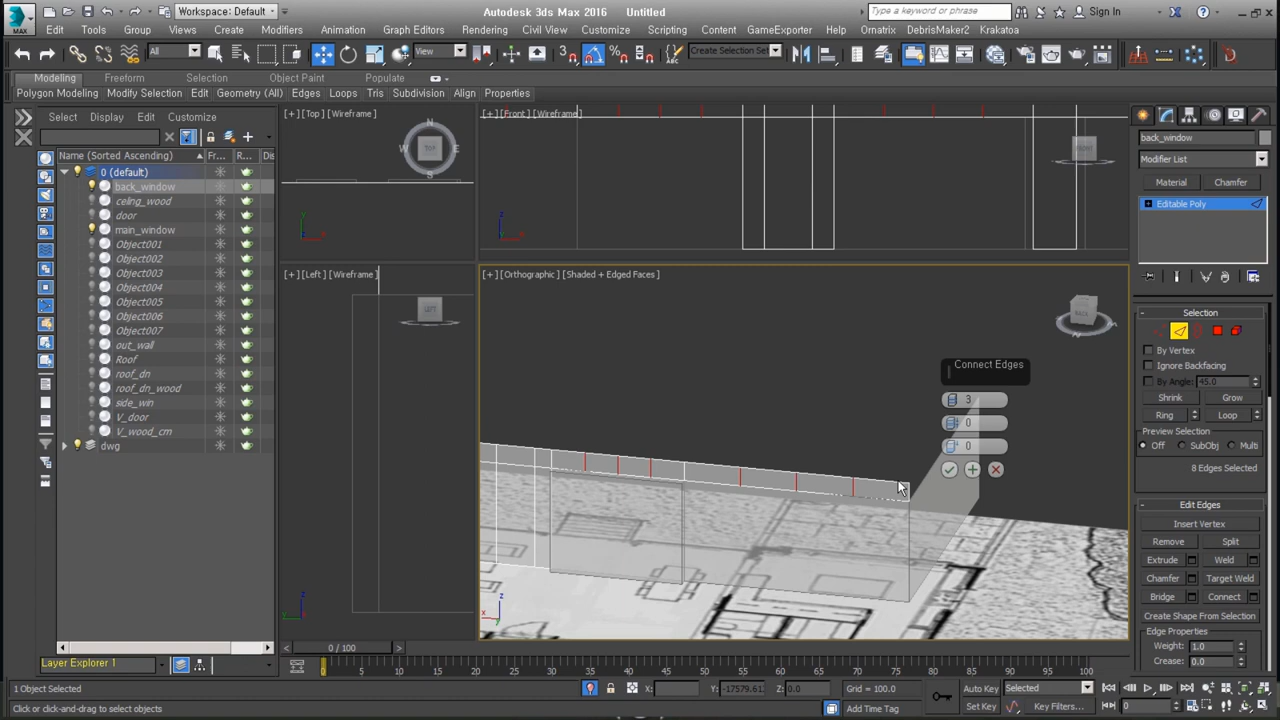 Workspace: Default
Autodesk 3ds Max 2016 Untitled
Type a keyword or phrase
Sign In
MAX
Edit Tools Group Views Create Modifiers Animation Graph Editors Rendering Civil View Customize Scripting Content GameExporter Help Ornatrix DebrisMaker2 Krakatoa
All
View
Create Selection Set
Modeling Freeform Selection Object Paint Populate
Polygon Modeling Modify Selection Edit Geometry (All) Edges Loops Tris Subdivision Align Properties
Select Display Edit Customize
Name (Sorted Ascending) Fr... R... Dis
0 (default)
back_window
celing_wood
door
main_window
Object001
Object002
Object003
Object004
Object005
Object006
Object007
out_wall
Roof
roof_dn
roof_dn_wood
side_win
V_door
V_wood_cm
dwg
Layer Explorer 1
[+] [Top] [Wireframe]
N
W TOP E
S
[+] [Front] [Wireframe]
FRONT
[+] [Left] [Wireframe]
LEFT
[+] [Orthographic] [Shaded + Edged Faces]
Connect Edges
3
0
0
back_window
Modifier List
Material Chamfer
Editable Poly
Selection
By Vertex
Ignore Backfacing
By Angle: 45.0
Shrink Grow
Ring Loop
Preview Selection
Off SubObj Multi
8 Edges Selected
Edit Edges
Insert Vertex
Remove Split
Extrude Weld
Chamfer Target Weld
Bridge Connect
Create Shape From Selection
Edge Properties
Weight: 1.0
Crease: 0.0
0 / 100
0 5 10 15 20 25 30 35 40 45 50 55 60 65 70 75 80 85 90 95 100
1 Object Selected
X: Y: -17579.61 Z: 0.0 Grid = 100.0
Auto Key Selected
Click or click-and-drag to select objects
Add Time Tag
Set Key Key Filters... 0